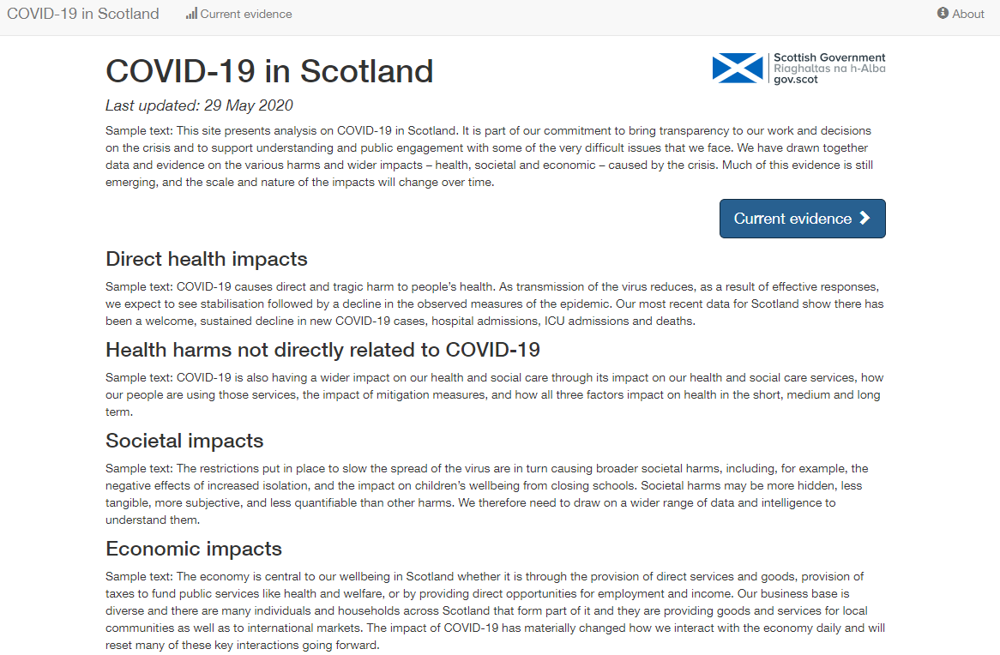 COVID-19 in Scotland
Current evidence
About
COVID-19 in Scotland
Scottish Government
Riaghaltas na h-Alba
gov.scot
Last updated: 29 May 2020
Sample text: This site presents analysis on COVID-19 in Scotland. It is part of our commitment to bring transparency to our work and decisions
on the crisis and to support understanding and public engagement with some of the very difficult issues that we face. We have drawn together
data and evidence on the various harms and wider impacts – health, societal and economic – caused by the crisis. Much of this evidence is still
emerging, and the scale and nature of the impacts will change over time.
Current evidence
Direct health impacts
Sample text: COVID-19 causes direct and tragic harm to people’s health. As transmission of the virus reduces, as a result of effective responses,
we expect to see stabilisation followed by a decline in the observed measures of the epidemic. Our most recent data for Scotland show there has
been a welcome, sustained decline in new COVID-19 cases, hospital admissions, ICU admissions and deaths.
Health harms not directly related to COVID-19
Sample text: COVID-19 is also having a wider impact on our health and social care through its impact on our health and social care services, how
our people are using those services, the impact of mitigation measures, and how all three factors impact on health in the short, medium and long
term.
Societal impacts
Sample text: The restrictions put in place to slow the spread of the virus are in turn causing broader societal harms, including, for example, the
negative effects of increased isolation, and the impact on children’s wellbeing from closing schools. Societal harms may be more hidden, less
tangible, more subjective, and less quantifiable than other harms. We therefore need to draw on a wider range of data and intelligence to
understand them.
Economic impacts
Sample text: The economy is central to our wellbeing in Scotland whether it is through the provision of direct services and goods, provision of
taxes to fund public services like health and welfare, or by providing direct opportunities for employment and income. Our business base is
diverse and there are many individuals and households across Scotland that form part of it and they are providing goods and services for local
communities as well as to international markets. The impact of COVID-19 has materially changed how we interact with the economy daily and will
reset many of these key interactions going forward.